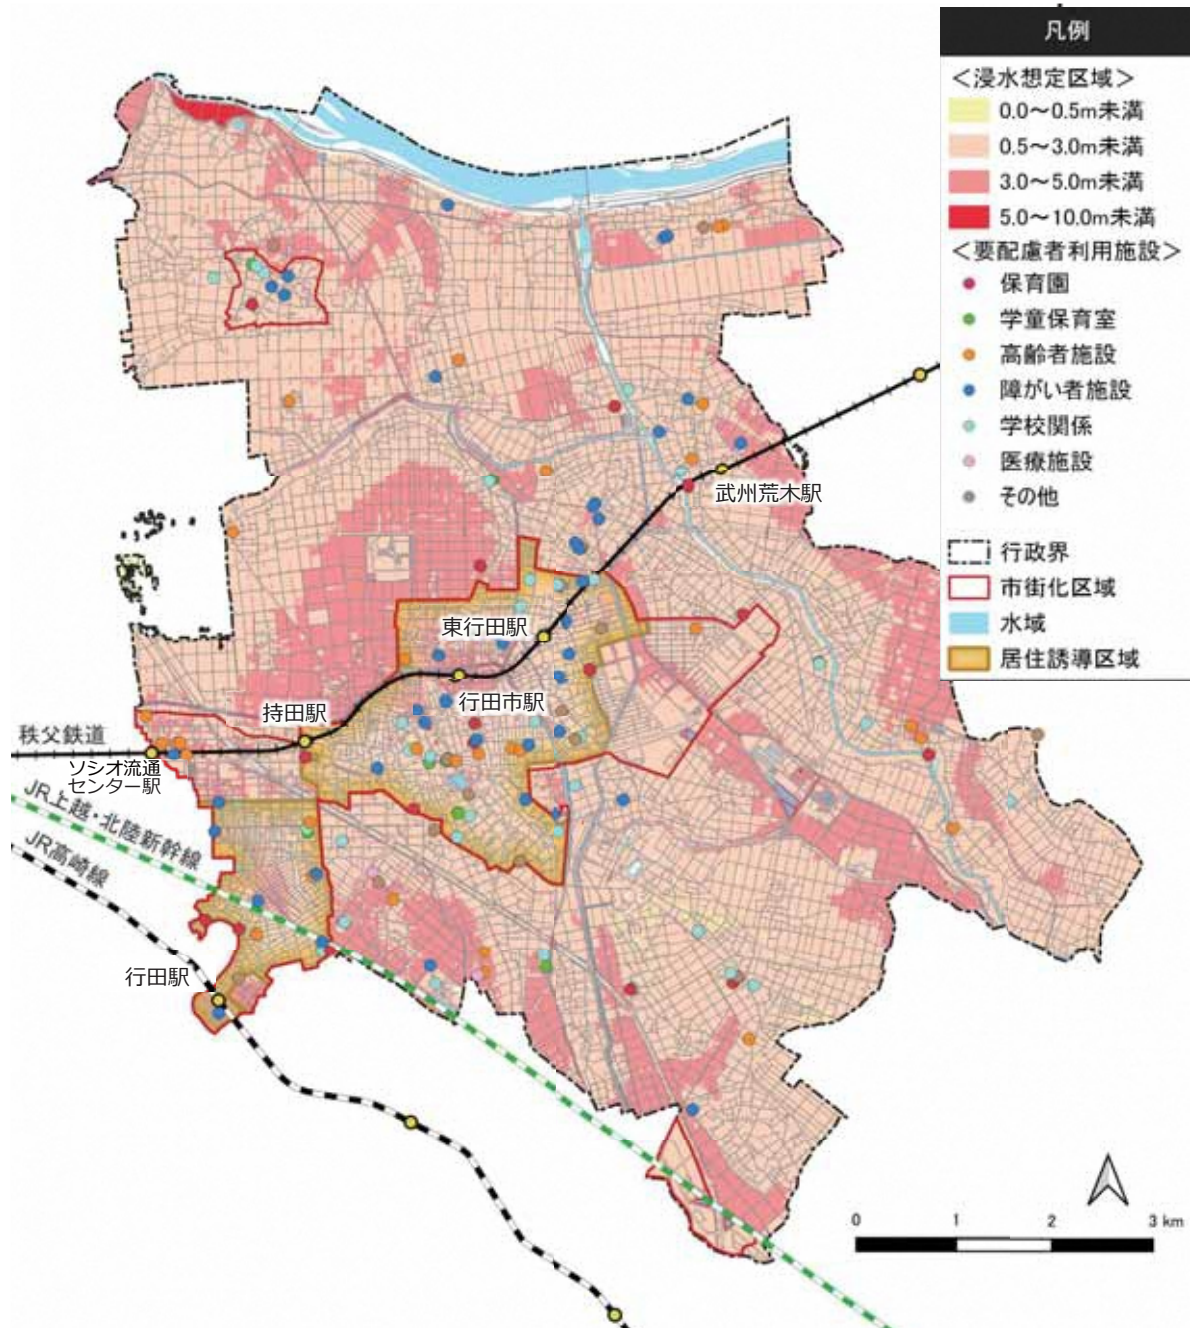 凡例
＜浸水想定区域＞
0.0～0.5m未満
0.5～3.0m未満
3.0～5.0m未満
5.0～10.0m未満
＜要配慮者利用施設＞
保育園
学童保育室
高齢者施設
障がい者施設
学校関係
医療施設
その他
行政界
市街化区域
水域
居住誘導区域
武州荒木駅
東行田駅
行田市駅
持田駅
秩父鉄道
ソシオ流通
センター駅
JR上越・北陸新幹線
JR高崎線
行田駅
0 1 2 3 km